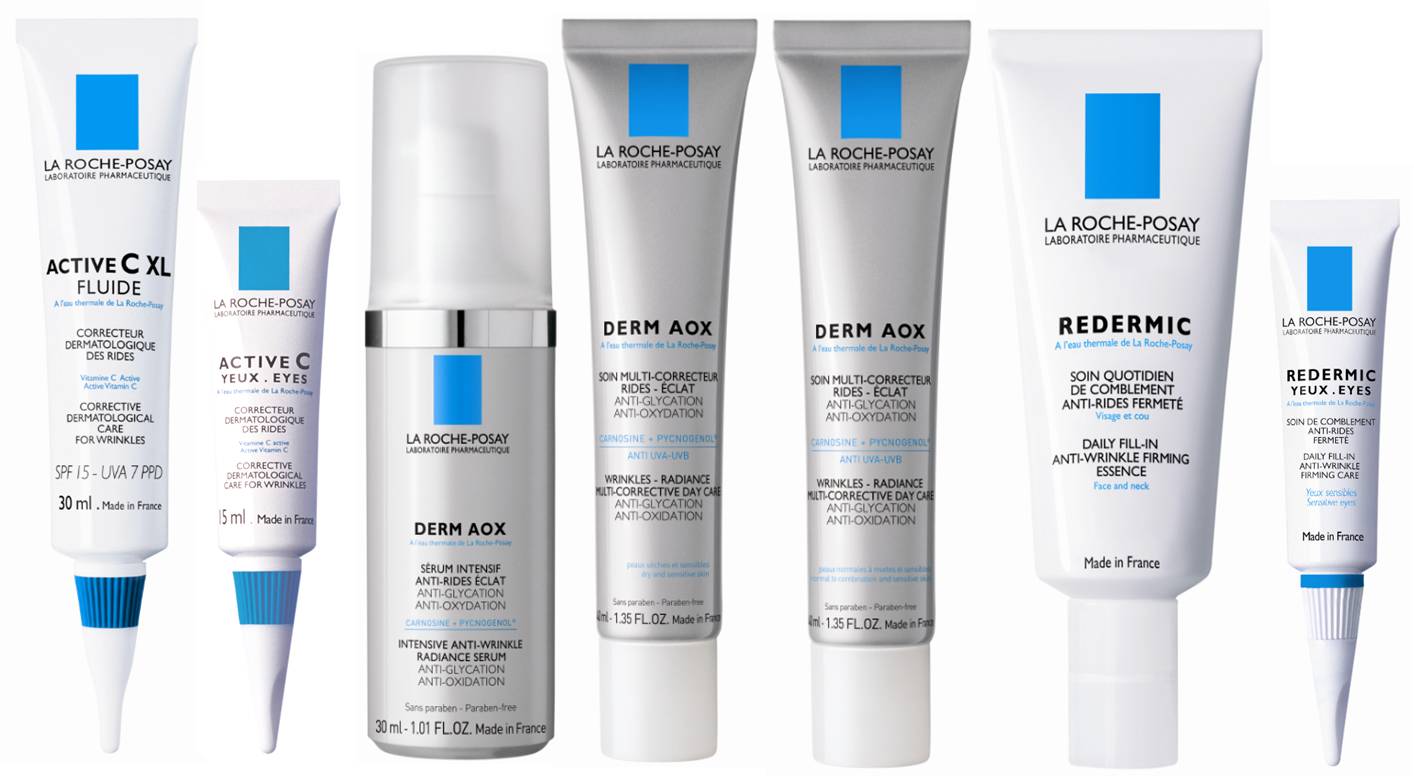 LA ROCHE-POSAY
LABORATOIRE PHARMACEUTIQUE
ACTIVE C XL
FLUIDE
A l'eau thermale de La Roche-Posay
CORRECTEUR
DERMATOLOGIQUE
DES RIDES
Vitamine C Active
Active Vitamin C
CORRECTIVE
DERMATOLOGICAL
CARE
FOR WRINKLES
SPF 15 - UVA 7 PPD
30 ml . Made in France
LA ROCHE-POSAY
LABORATOIRE PHARMACEUTIQUE
ACTIVE C
YEUX . EYES
A l'eau thermale de La Roche-Posay
CORRECTEUR
DERMATOLOGIQUE
DES RIDES
Vitamine C active
Active Vitamin C
CORRECTIVE
DERMATOLOGICAL
CARE FOR WRINKLES
15 ml . Made in France
LA ROCHE-POSAY
LABORATOIRE PHARMACEUTIQUE
DERM AOX
A l'eau thermale de La Roche-Posay
SÉRUM INTENSIF
ANTI-RIDES ÉCLAT
ANTI-GLYCATION
ANTI-OXYDATION
CARNOSINE + PYCNOGENOL®
INTENSIVE ANTI-WRINKLE
RADIANCE SERUM
ANTI-GLYCATION
ANTI-OXIDATION
Sans paraben - Paraben-free
30 ml - 1.01 FL.OZ. Made in France
LA ROCHE-POSAY
LABORATOIRE PHARMACEUTIQUE
DERM AOX
A l'eau thermale de La Roche-Posay
SOIN MULTI-CORRECTEUR
RIDES - ÉCLAT
ANTI-GLYCATION
ANTI-OXYDATION
CARNOSINE + PYCNOGENOL®
ANTI UVA-UVB
WRINKLES - RADIANCE
MULTI-CORRECTIVE DAY CARE
ANTI-GLYCATION
ANTI-OXIDATION
peaux sèches et sensibles
dry and sensitive skin
Sans paraben - Paraben-free
40 ml - 1.35 FL.OZ. Made in Fran
LA ROCHE-POSAY
LABORATOIRE PHARMACEUTIQUE
DERM AOX
A l'eau thermale de La Roche-Posay
SOIN MULTI-CORRECTEUR
RIDES - ÉCLAT
ANTI-GLYCATION
ANTI-OXYDATION
CARNOSINE + PYCNOGENOL®
ANTI UVA-UVB
WRINKLES - RADIANCE
MULTI-CORRECTIVE DAY CARE
ANTI-GLYCATION
ANTI-OXIDATION
peaux normales à mixtes et sensibles
normal to combination and sensitive skin
Sans paraben - Paraben-free
ml - 1.35 FL.OZ. Made in Fran
LA ROCHE-POSAY
LABORATOIRE PHARMACEUTIQUE
REDERMIC
A l'eau thermale de La Roche-Posay
SOIN QUOTIDIEN
DE COMBLEMENT
ANTI-RIDES FERMETÉ
Visage et cou
DAILY FILL-IN
ANTI-WRINKLE FIRMING
ESSENCE
Face and neck
Made in France
LA ROCHE-POSAY
LABORATOIRE PHARMACEUTIQUE
REDERMIC
YEUX . EYES
A l'eau thermale de La Roche-Posay
SOIN DE COMBLEMENT
ANTI-RIDES
FERMETÉ
DAILY FILL-IN
ANTI-WRINKLE
FIRMING CARE
Yeux sensibles
Sensitive eyes
Made in France